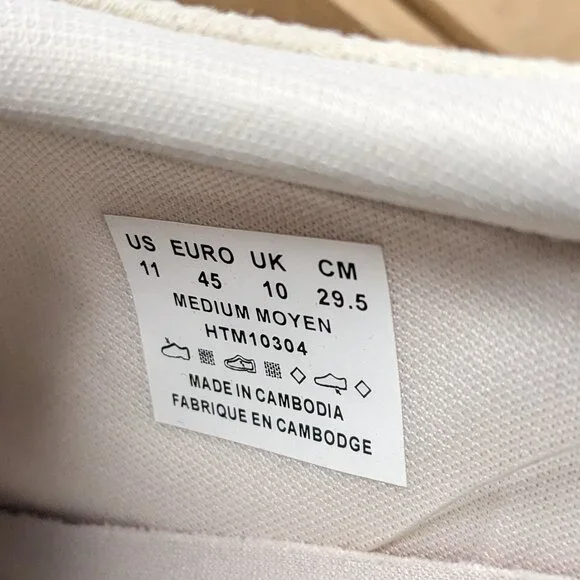 US EURO UK CM
11 45 10 29.5
MEDIUM MOYEN
HTM10304
MADE IN CAMBODIA
FABRIQUE EN CAMBODGE